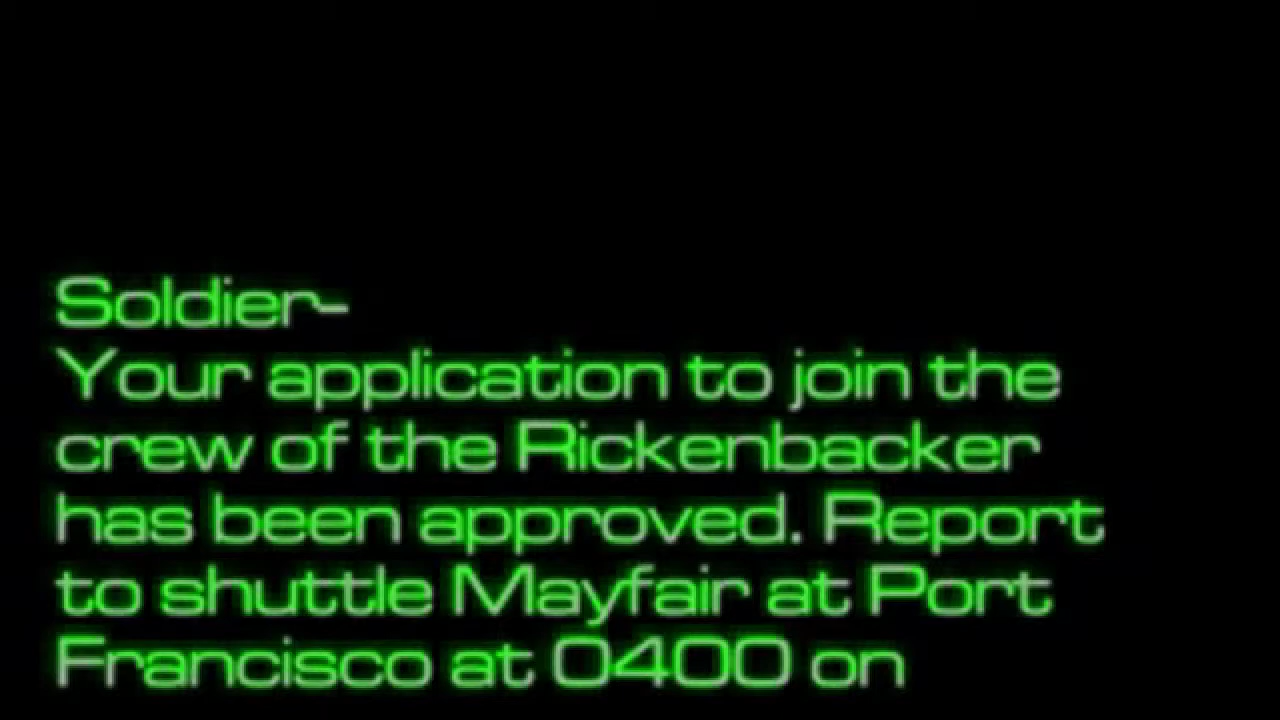 Soldier-
Your application to join the
crew of the Rickenbacker
has been approved. Report
to shuttle Mayfair at Port
Francisco at 0400 on